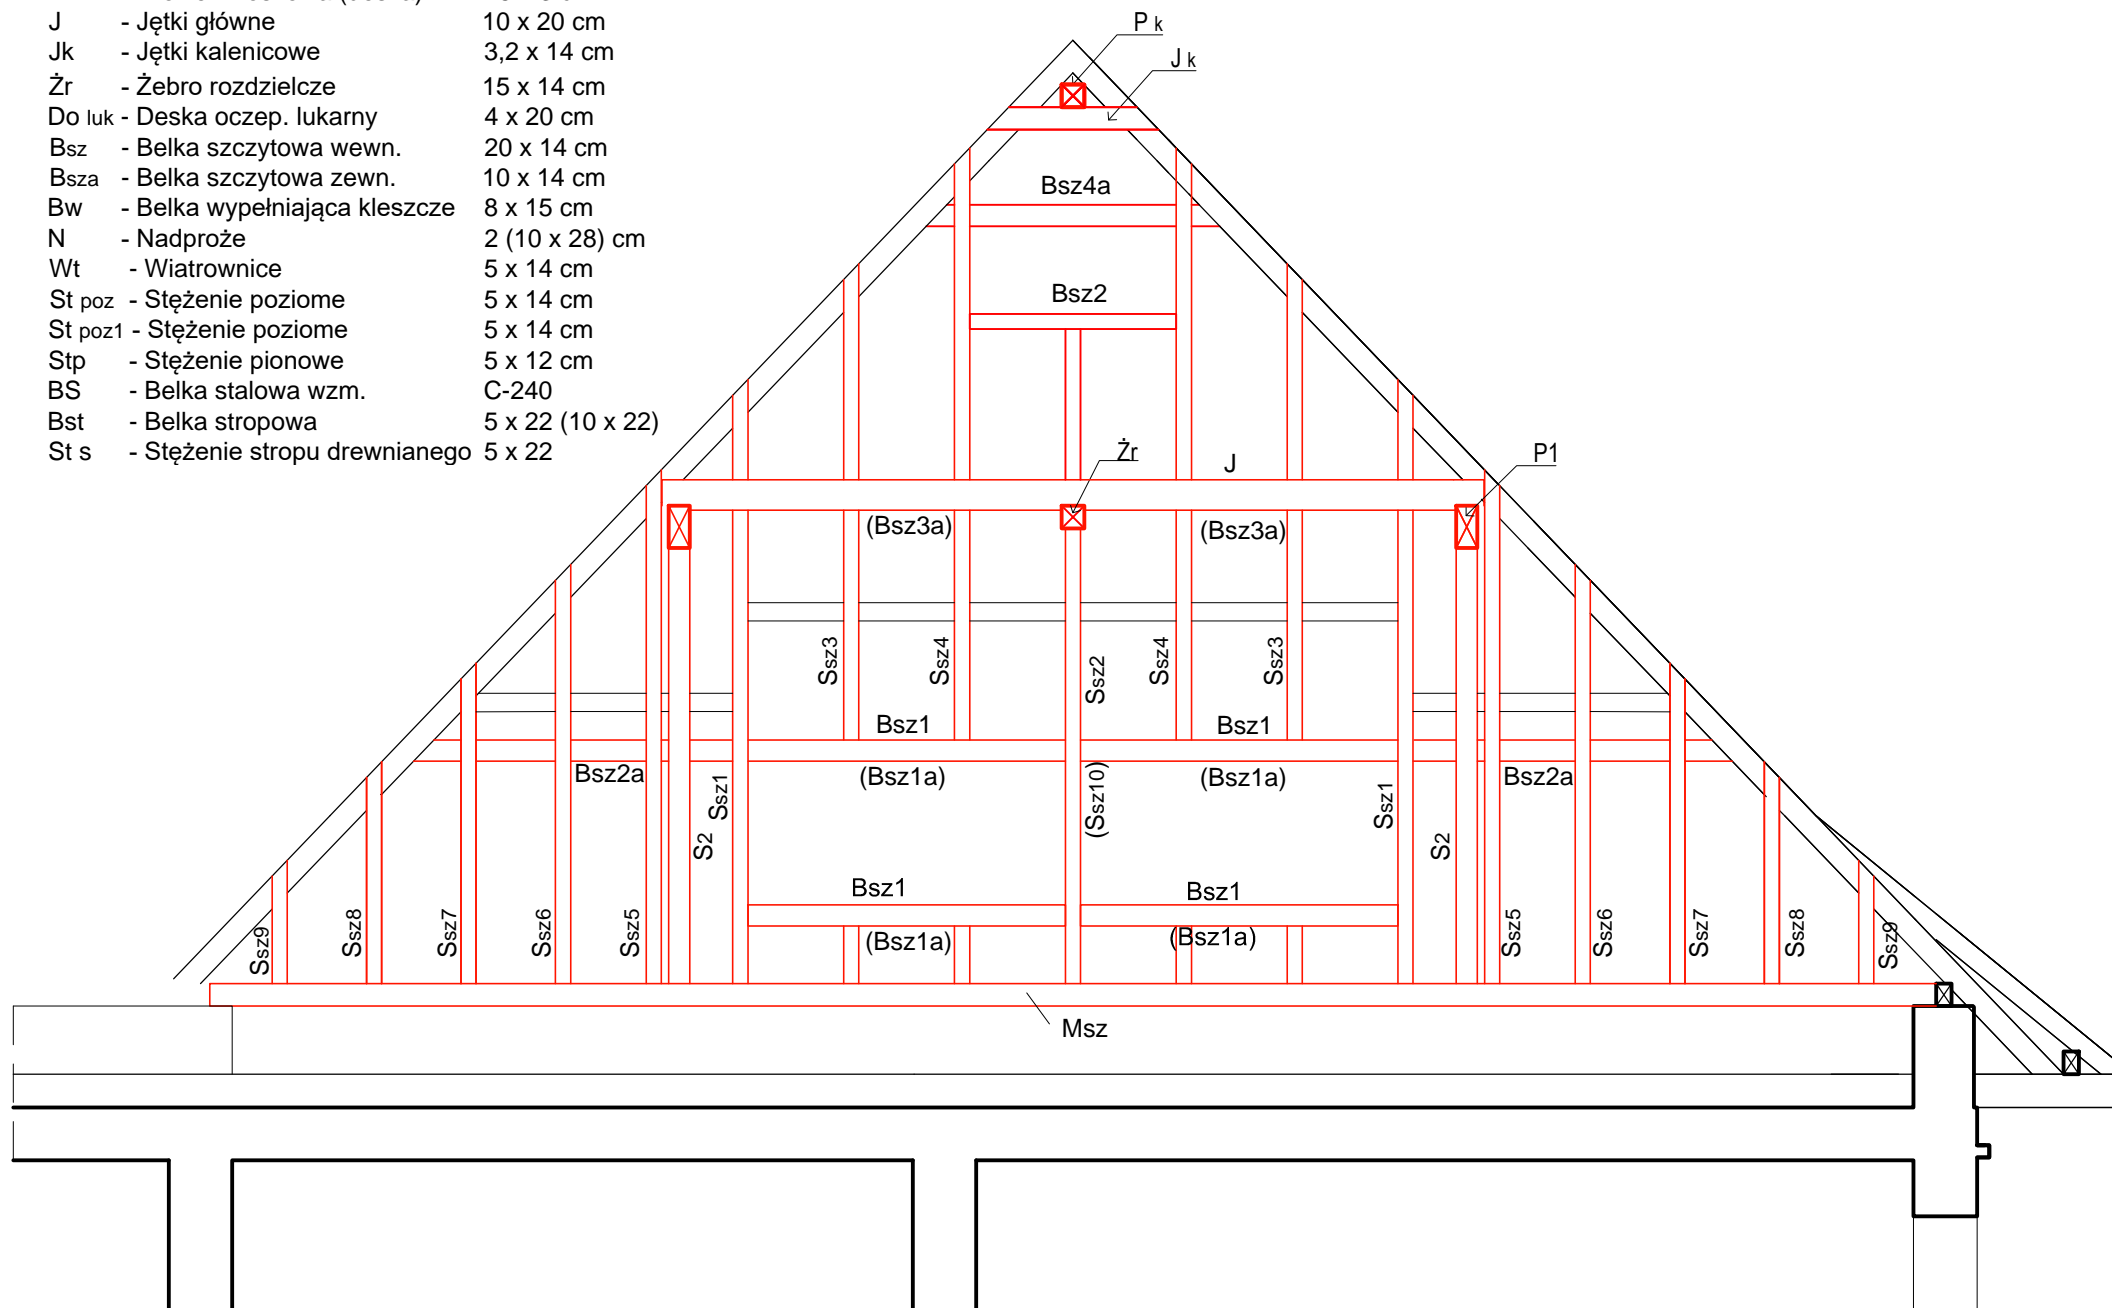 J - Jętki główne 10 x 20 cm
Jk - Jętki kalenicowe 3,2 x 14 cm
Żr - Żebro rozdzielcze 15 x 14 cm
Do luk - Deska oczep. lukarny 4 x 20 cm
Bsz - Belka szczytowa wewn. 20 x 14 cm
Bsza - Belka szczytowa zewn. 10 x 14 cm
Bw - Belka wypełniająca kleszcze 8 x 15 cm
N - Nadproże 2 (10 x 28) cm
Wt - Wiatrownice 5 x 14 cm
St poz - Stężenie poziome 5 x 14 cm
St poz1 - Stężenie poziome 5 x 14 cm
Stp - Stężenie pionowe 5 x 12 cm
BS - Belka stalowa wzm. C-240
Bst - Belka stropowa 5 x 22 (10 x 22)
St s - Stężenie stropu drewnianego 5 x 22
P k
J k
Bsz4a
Bsz2
Żr
J
P1
(Bsz3a)
(Bsz3a)
Ssz3
Ssz4
Ssz2
Ssz4
Ssz3
Bsz1
Bsz1
Bsz2a
(Bsz1a)
(Bsz1a)
Bsz2a
Ssz1
(Ssz10)
Ssz1
S2
S2
Bsz1
Bsz1
(Bsz1a)
(Bsz1a)
Ssz9
Ssz8
Ssz7
Ssz6
Ssz5
Ssz5
Ssz6
Ssz7
Ssz8
Ssz9
Msz